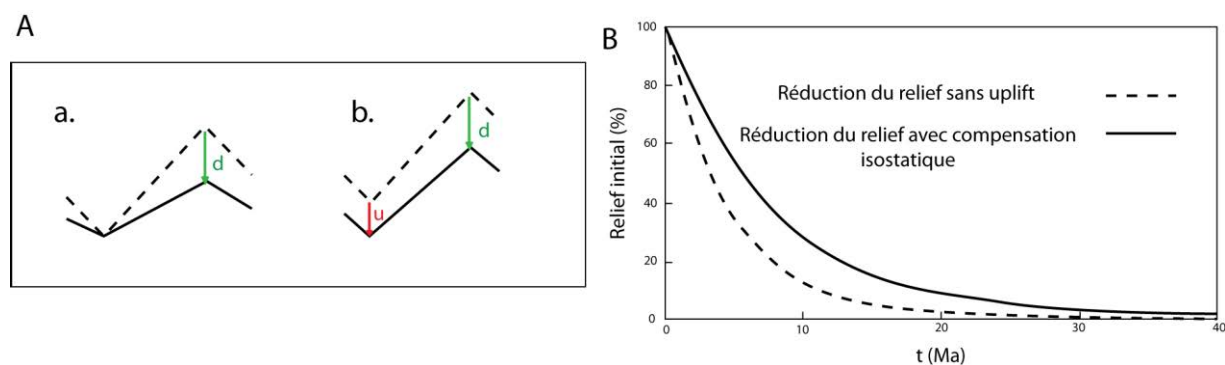 A
a.
d
b.
d
u
B
Réduction du relief sans uplift
Réduction du relief avec compensation
isostatique
Relief initial (%)
100
80
60
40
20
0
0
10
20
30
40
t (Ma)